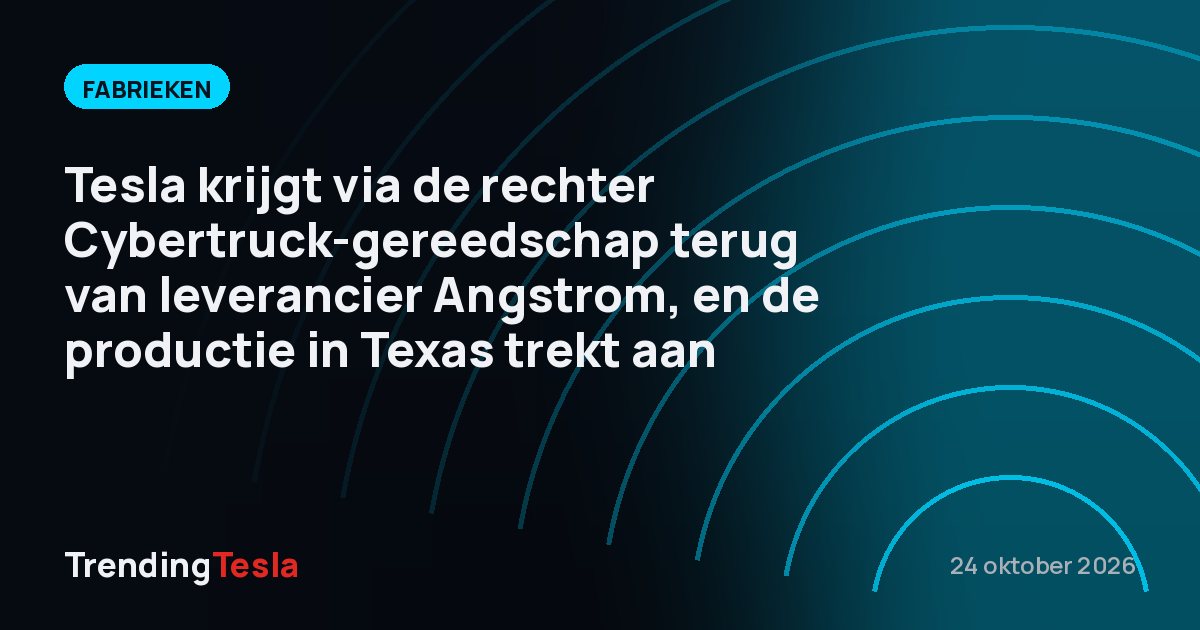 FABRIEKEN
Tesla krijgt via de rechter
Cybertruck-gereedschap terug
van leverancier Angstrom, en de
productie in Texas trekt aan
TrendingTesla
24 oktober 2026